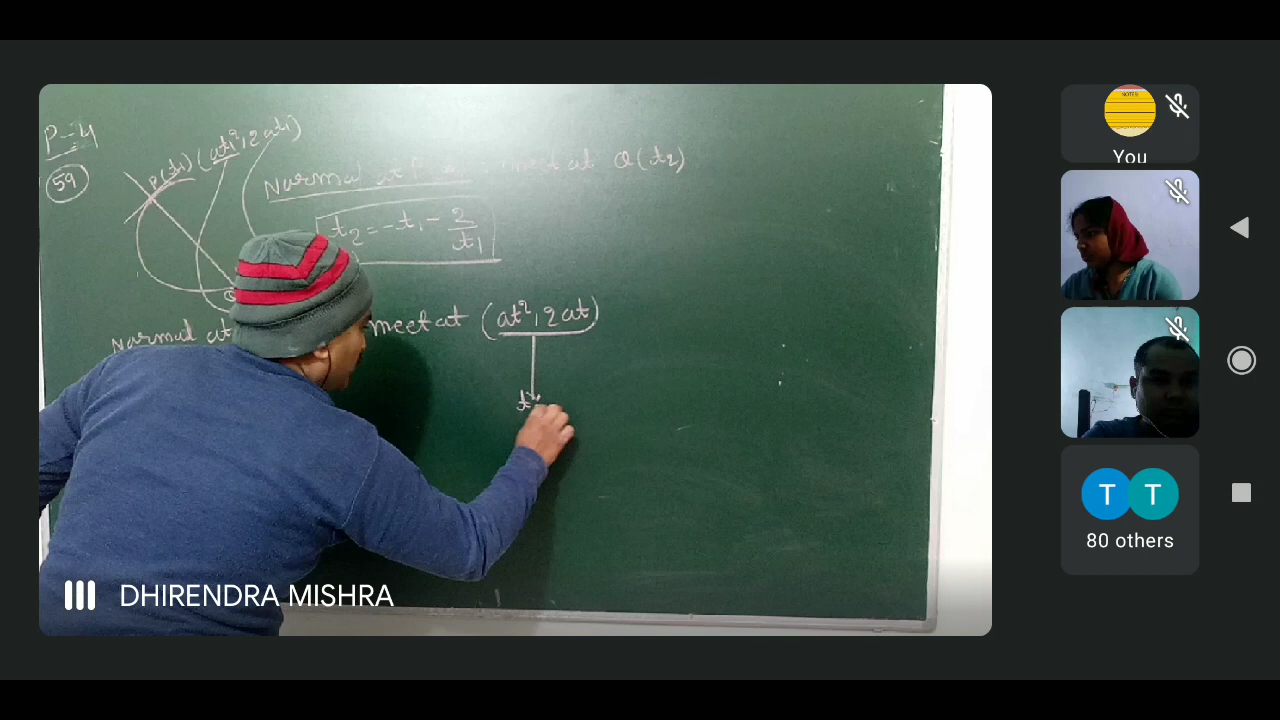 P-4
59
P(t₁) (at₁², 2at₁)
Normal at meet at Q(t₂)
t₂ = -t₁ - 2/t₁
Q
Normal at meet at (at², 2at)
DHIRENDRA MISHRA
NOTES
You
T T
80 others